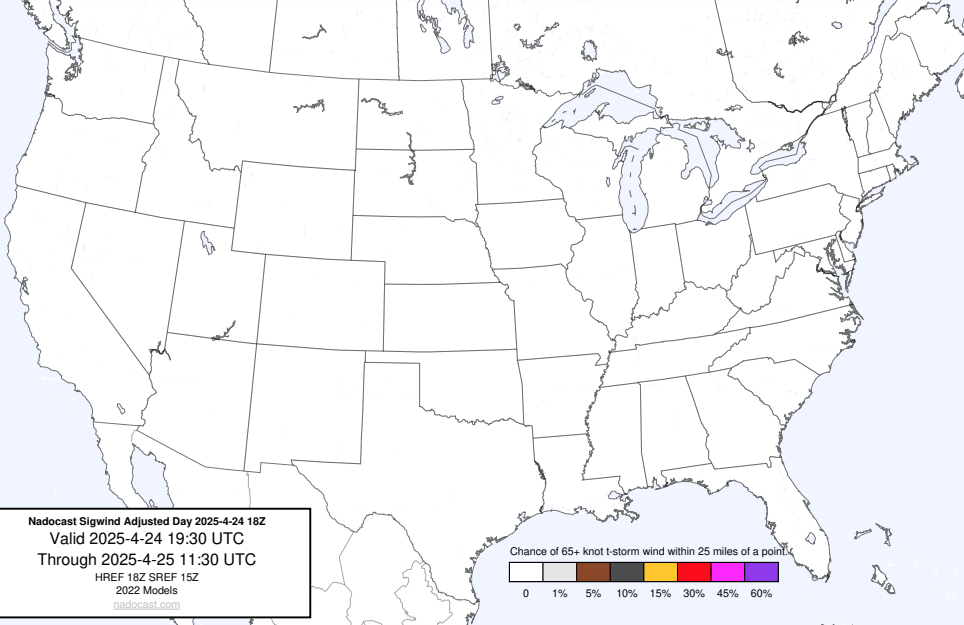 Nadocast Sigwind Adjusted Day 2025-4-24 18Z
Valid 2025-4-24 19:30 UTC
Through 2025-4-25 11:30 UTC
HREF 18Z SREF 15Z
2022 Models
nadocast.com
Chance of 65+ knot t-storm wind within 25 miles of a point.
0 1% 5% 10% 15% 30% 45% 60%